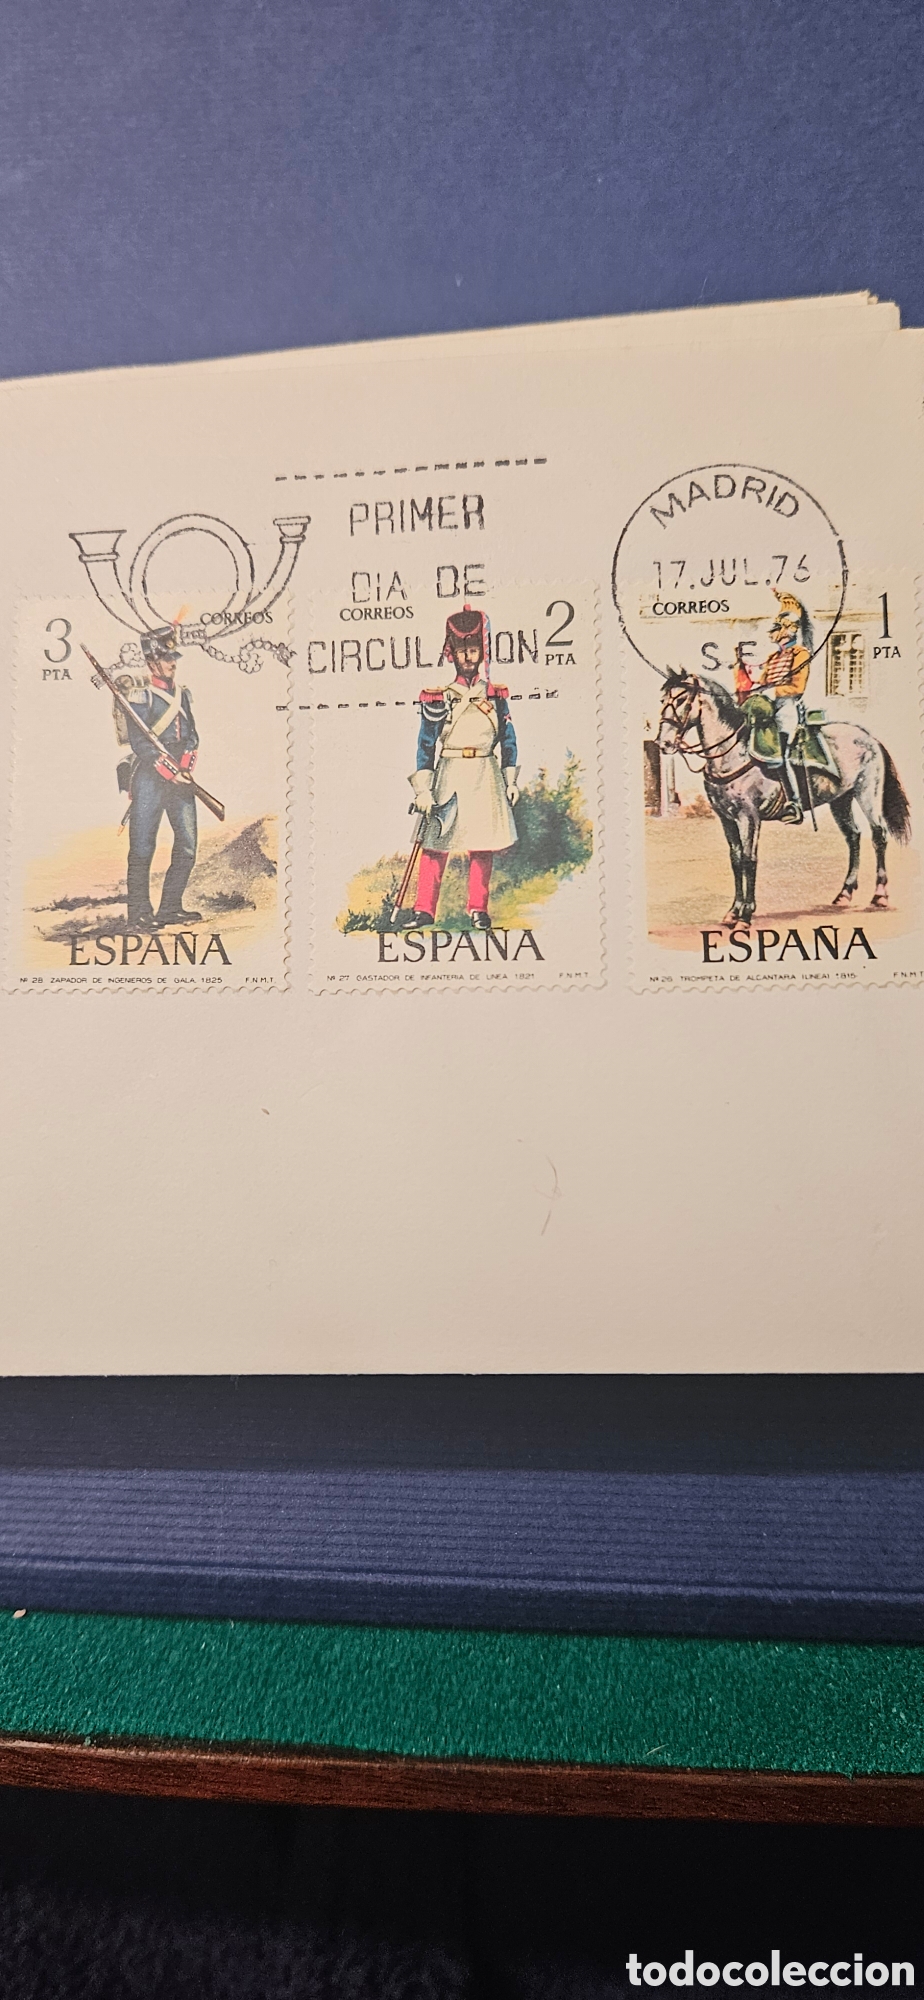 PRIMER
DIA DE
CIRCULACION
MADRID
17.JUL.76
S.F.
3
PTA
CORREOS
ESPAÑA
Nº 28 ZAPADOR DE INGENIEROS DE GALA, 1825 F.N.M.T.
CORREOS
2
PTA
ESPAÑA
Nº 27 GASTADOR DE INFANTERIA DE LINEA 1821 F.N.M.T.
CORREOS
1
PTA
ESPAÑA
Nº 26 TROMPETA DE ALCANTARA (LINEA) 1815 F.N.M.T
todocoleccion